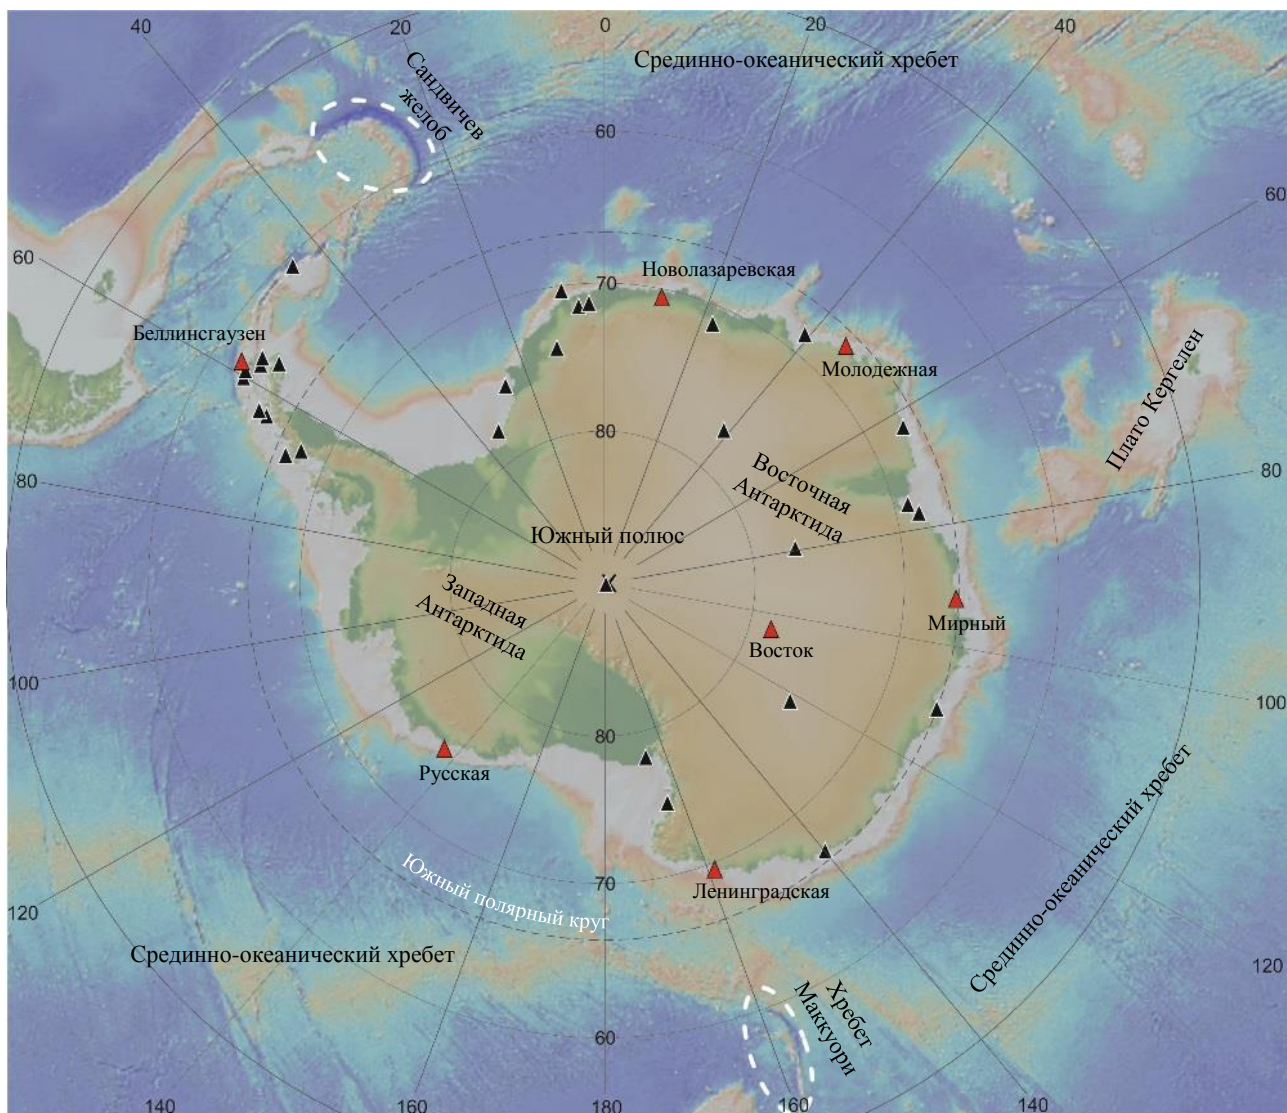 40
20
0
20
40
Сандвичев
желоб
Срединно-океанический хребет
60
60
60
Новолазаревская
70
Беллинсгаузен
Молодежная
Плато Кергелен
80
80
80
Восточная
Антарктида
Южный полюс
Западная
Антарктида
Мирный
Восток
100
100
80
Русская
Срединно-океанический хребет
Южный полярный круг
70
Ленинградская
120
120
Срединно-океанический хребет
Хребет
Маккуори
60
140
160
180
160
140